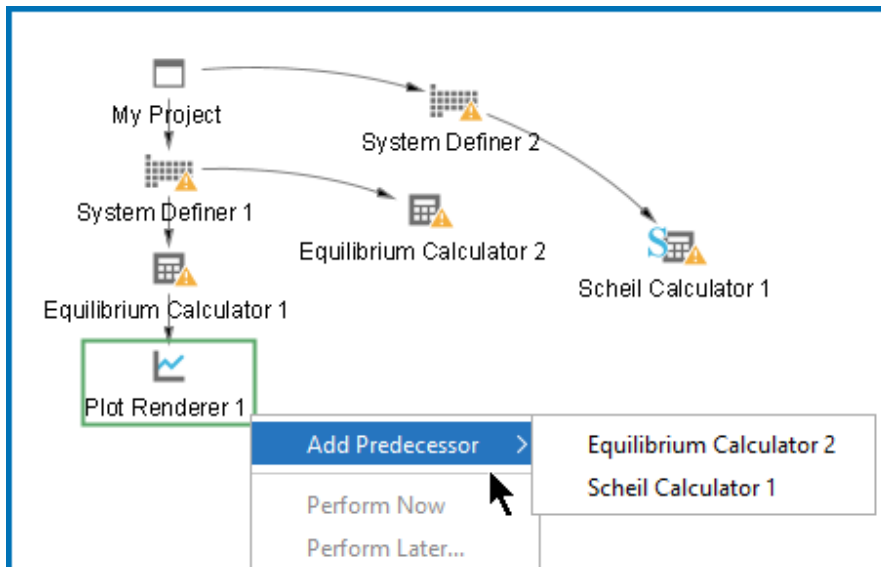 My Project
System Definer 2
System Definer 1
Equilibrium Calculator 2
Scheil Calculator 1
Equilibrium Calculator 1
Plot Renderer 1
Add Predecessor
Equilibrium Calculator 2
Scheil Calculator 1
Perform Now
Perform Later...